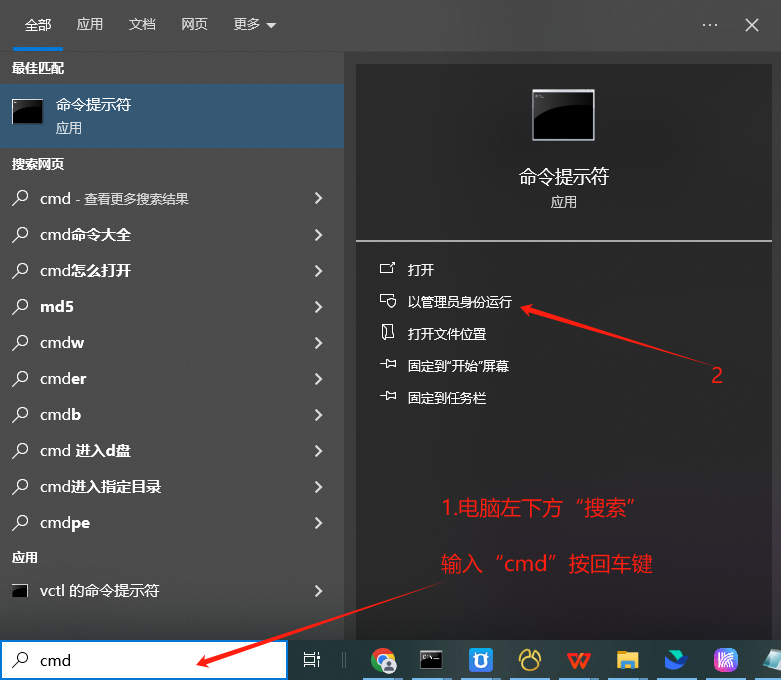 全部 应用 文档 网页 更多
最佳匹配
命令提示符
应用
搜索网页
cmd - 查看更多搜索结果
cmd命令大全
cmd怎么打开
md5
cmdw
cmder
cmdb
cmd 进入d盘
cmd进入指定目录
cmdpe
应用
vctl 的命令提示符
cmd
命令提示符
应用
打开
以管理员身份运行
打开文件位置
固定到"开始"屏幕
固定到任务栏
2
1.电脑左下方“搜索”
输入“cmd”按回车键